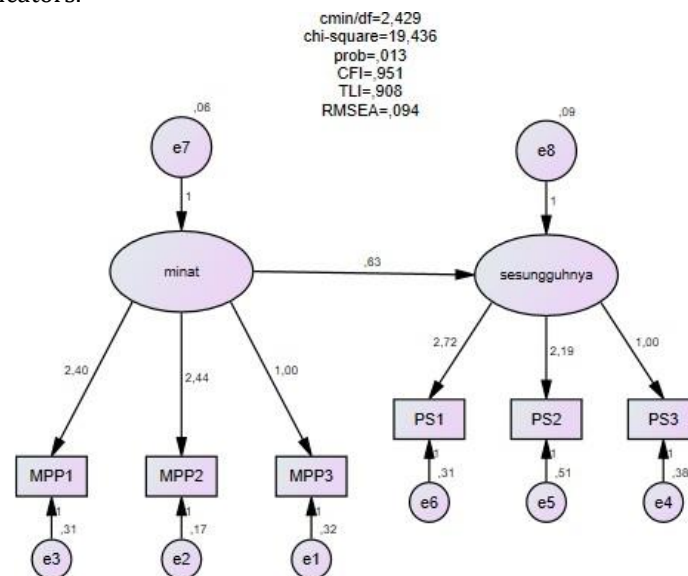 icators.
cmin/df=2,429
chi-square=19,436
prob=,013
CFI=,951
TLI=,908
RMSEA=,094
,06
,09
e7
e8
1
1
minat
,63
sesungguhnya
2,40
2,44
1,00
2,72
2,19
1,00
PS1
PS2
PS3
MPP1
MPP2
MPP3
1
,31
1
,51
1
,38
e6
e5
e4
1
,31
1
,17
1
,32
e3
e2
e1